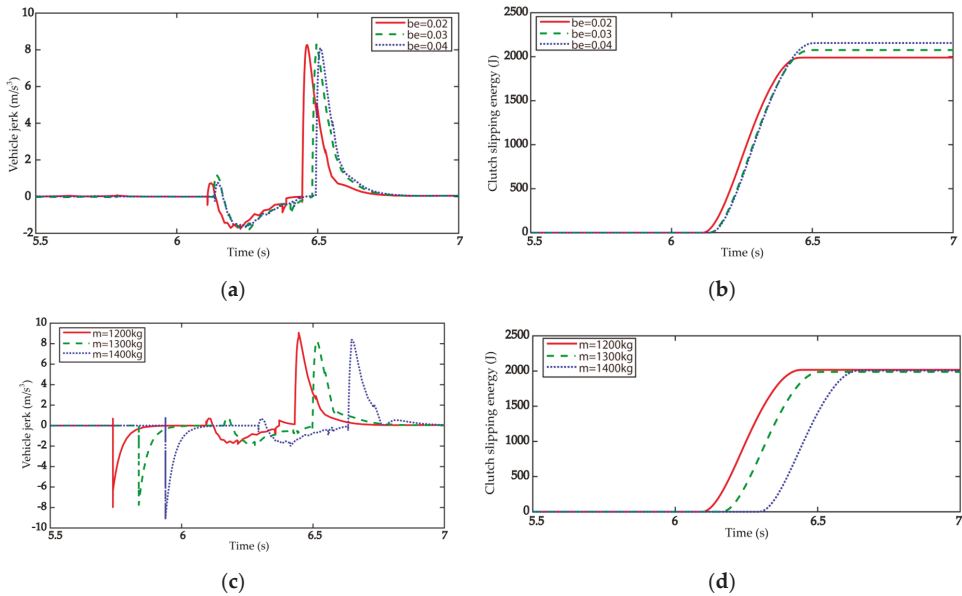 10
8
6
4
2
0
-2
Vehicle jerk (m/s³)
be=0.02
be=0.03
be=0.04
5.5
6
6.5
7
Time (s)
(a)
2500
2000
1500
1000
500
0
Clutch slipping energy (J)
be=0.02
be=0.03
be=0.04
5.5
6
6.5
7
Time (s)
(b)
10
8
6
4
2
0
-2
-4
-6
-8
-10
Vehicle jerk (m/s³)
m=1200kg
m=1300kg
m=1400kg
5.5
6
6.5
7
Time (s)
(c)
2500
2000
1500
1000
500
0
Clutch slipping energy (J)
m=1200kg
m=1300kg
m=1400kg
5.5
6
6.5
7
Time (s)
(d)